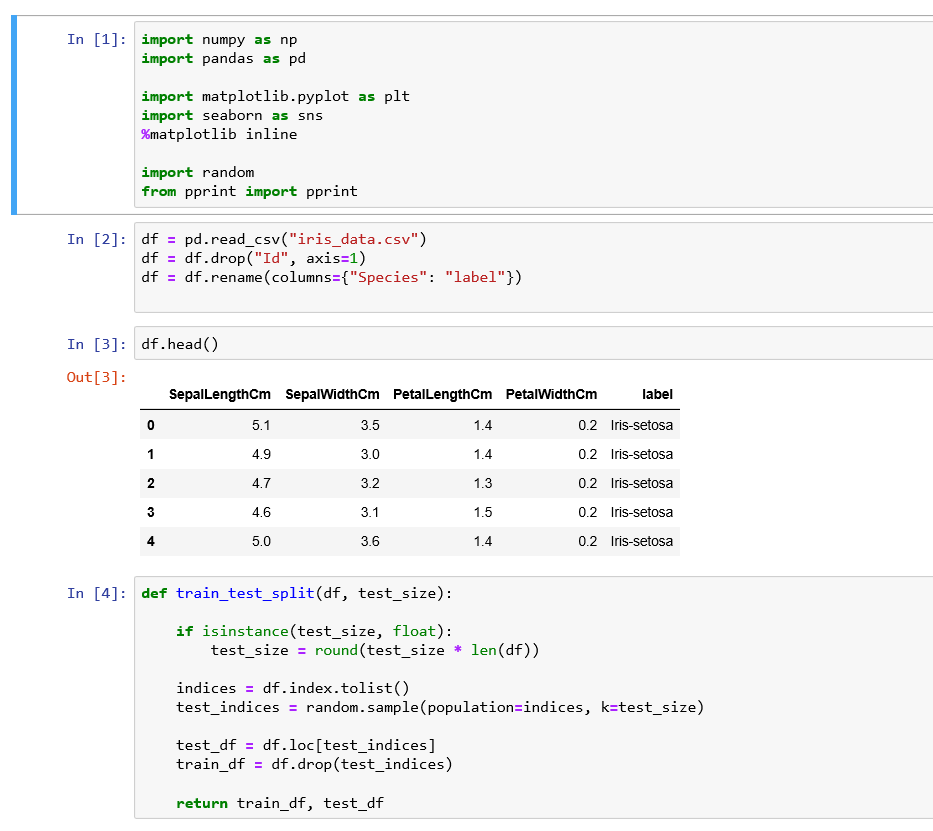 In [1]: import numpy as np
import pandas as pd
import matplotlib.pyplot as plt
import seaborn as sns
%matplotlib inline
import random
from pprint import pprint
In [2]: df = pd.read_csv("iris_data.csv")
df = df.drop("Id", axis=1)
df = df.rename(columns={"Species": "label"})
In [3]: df.head()
Out[3]:
SepalLengthCm SepalWidthCm PetalLengthCm PetalWidthCm label
0 5.1 3.5 1.4 0.2 Iris-setosa
1 4.9 3.0 1.4 0.2 Iris-setosa
2 4.7 3.2 1.3 0.2 Iris-setosa
3 4.6 3.1 1.5 0.2 Iris-setosa
4 5.0 3.6 1.4 0.2 Iris-setosa
In [4]: def train_test_split(df, test_size):
if isinstance(test_size, float):
test_size = round(test_size * len(df))
indices = df.index.tolist()
test_indices = random.sample(population=indices, k=test_size)
test_df = df.loc[test_indices]
train_df = df.drop(test_indices)
return train_df, test_df